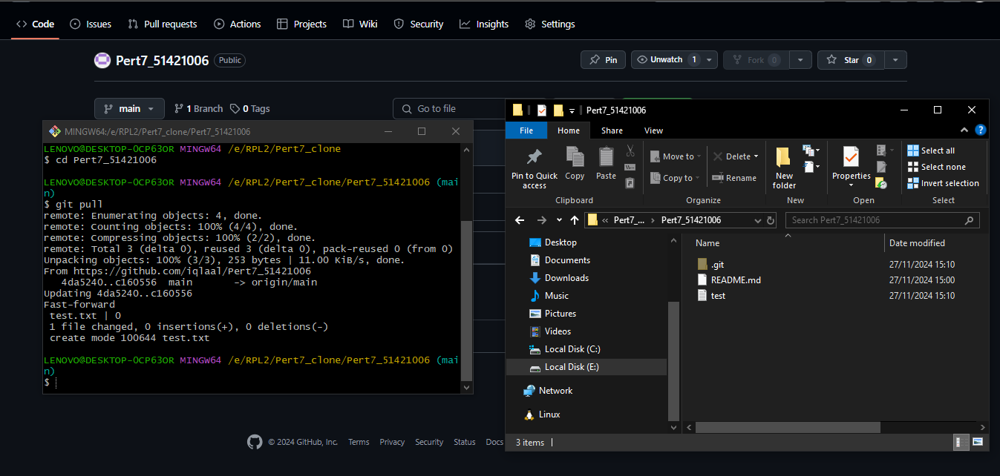 Code Issues Pull requests Actions Projects Wiki Security Insights Settings
Pert7_51421006 Public
Pin Unwatch 1 Fork 0 Star 0
main 1 Branch 0 Tags Go to file
MINGW64:/e/RPL2/Pert7_clone/Pert7_51421006
LENOVO@DESKTOP-OCP63OR MINGW64 /e/RPL2/Pert7_clone
$ cd Pert7_51421006
LENOVO@DESKTOP-OCP63OR MINGW64 /e/RPL2/Pert7_clone/Pert7_51421006 (mai
n)
$ git pull
remote: Enumerating objects: 4, done.
remote: Counting objects: 100% (4/4), done.
remote: Compressing objects: 100% (2/2), done.
remote: Total 3 (delta 0), reused 3 (delta 0), pack-reused 0 (from 0)
Unpacking objects: 100% (3/3), 253 bytes | 11.00 KiB/s, done.
From https://github.com/iqlaal/Pert7_51421006
   4da5240..c160556  main       -> origin/main
Updating 4da5240..c160556
Fast-forward
 test.txt | 0
 1 file changed, 0 insertions(+), 0 deletions(-)
 create mode 100644 test.txt
LENOVO@DESKTOP-OCP63OR MINGW64 /e/RPL2/Pert7_clone/Pert7_51421006 (mai
n)
$
Pert7_51421006
File Home Share View
Pin to Quick access
Copy
Paste
Move to
Copy to
Delete
Rename
New folder
Properties
Select all
Select none
Invert selection
Clipboard Organize New Open Select
« Pert7_... › Pert7_51421006
Search Pert7_51421006
Desktop
Documents
Downloads
Music
Pictures
Videos
Local Disk (C:)
Local Disk (E:)
Network
Linux
Name Date modified
.git 27/11/2024 15:10
README.md 27/11/2024 15:00
test 27/11/2024 15:10
3 items
© 2024 GitHub, Inc. Terms Privacy Security Status Docs